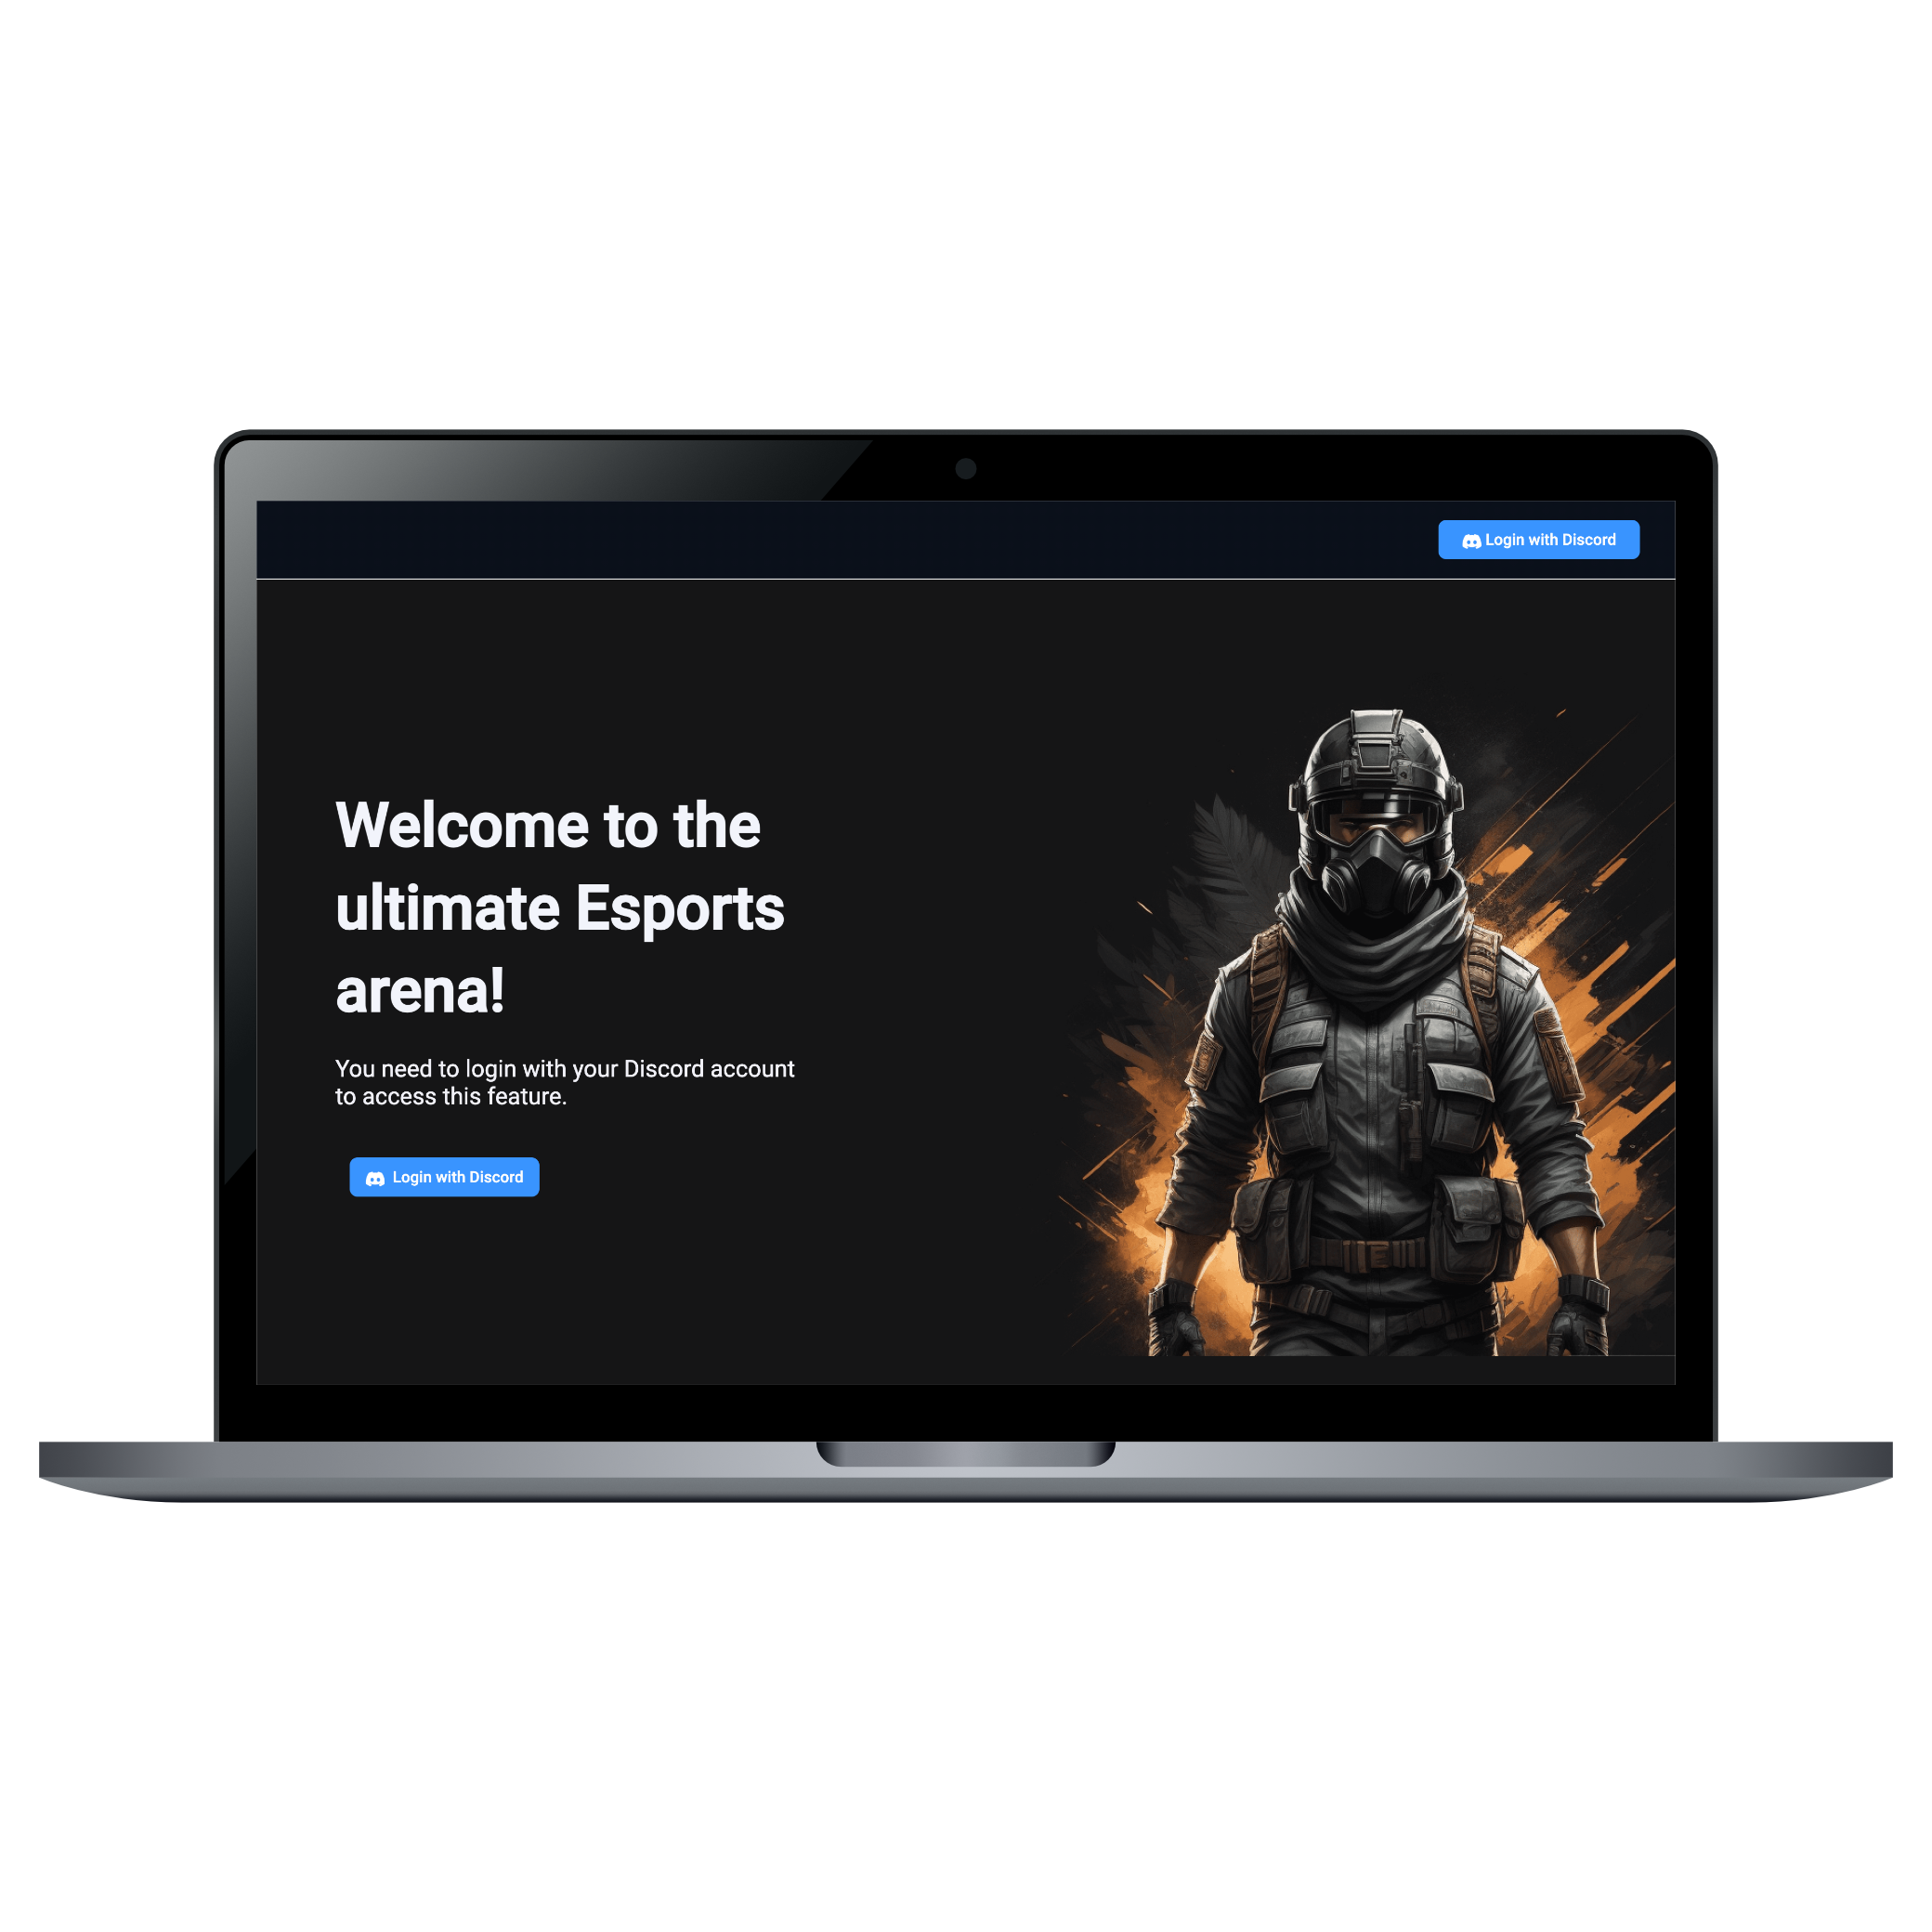 Login with Discord
Welcome to the
ultimate Esports
arena!
You need to login with your Discord account
to access this feature.
Login with Discord